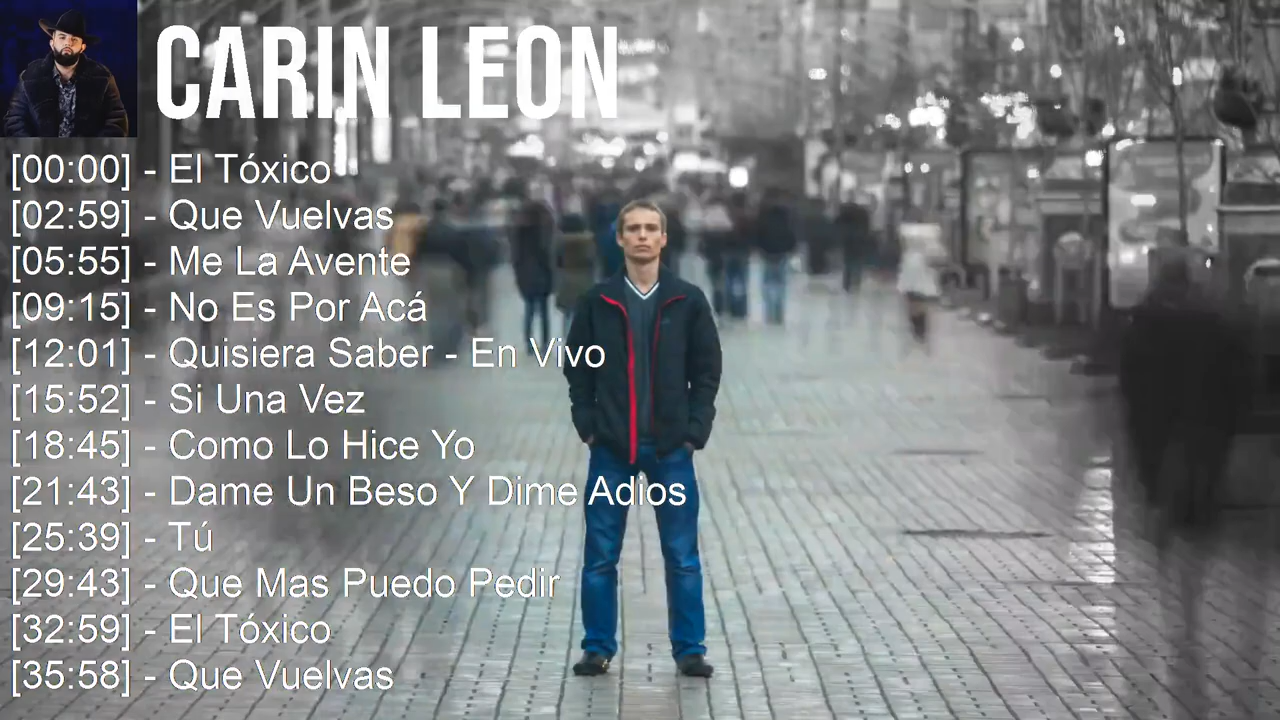 CARIN LEON
[00:00] - El Tóxico
[02:59] - Que Vuelvas
[05:55] - Me La Avente
[09:15] - No Es Por Acá
[12:01] - Quisiera Saber - En Vivo
[15:52] - Si Una Vez
[18:45] - Como Lo Hice Yo
[21:43] - Dame Un Beso Y Dime Adios
[25:39] - Tú
[29:43] - Que Mas Puedo Pedir
[32:59] - El Tóxico
[35:58] - Que Vuelvas